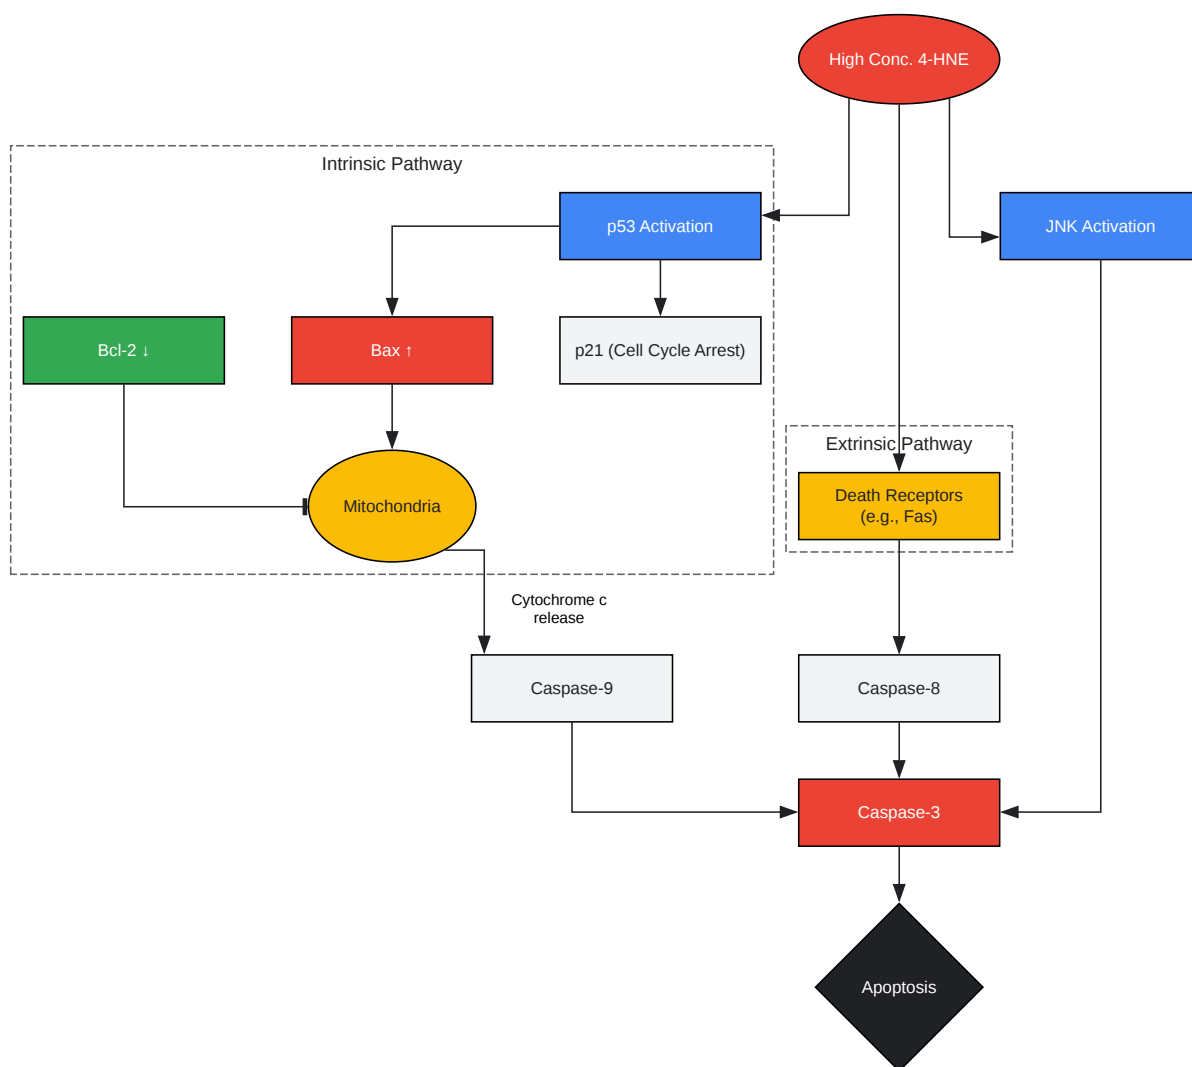 High Conc. 4-HNE
Intrinsic Pathway
p53 Activation
JNK Activation
Bcl-2 ↓
Bax ↑
p21 (Cell Cycle Arrest)
Extrinsic Pathway
Mitochondria
Death Receptors
(e.g., Fas)
Cytochrome c
release
Caspase-9
Caspase-8
Caspase-3
Apoptosis